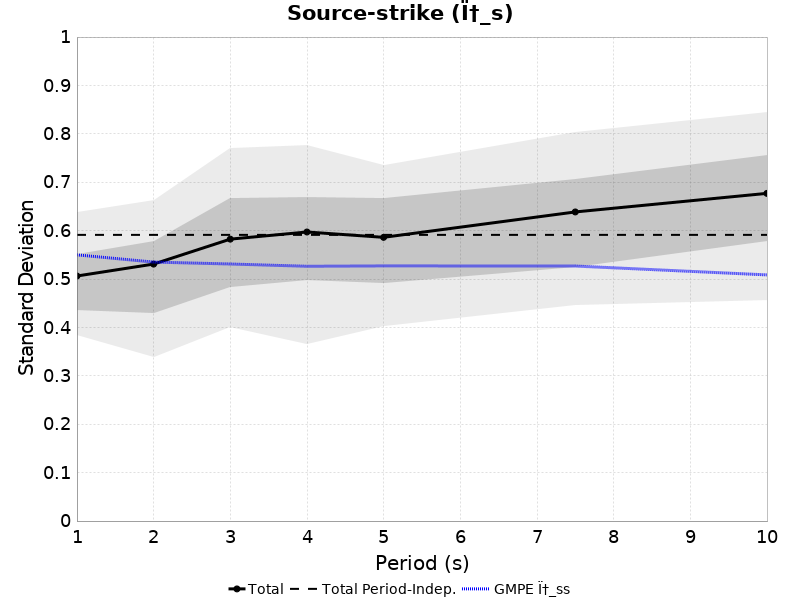 Source-strike (Ï†_s)
1
0.9
0.8
0.7
0.6
0.5
0.4
0.3
0.2
0.1
0
Standard Deviation
1 2 3 4 5 6 7 8 9 10
Period (s)
Total Total Period-Indep. GMPE Ï†_ss